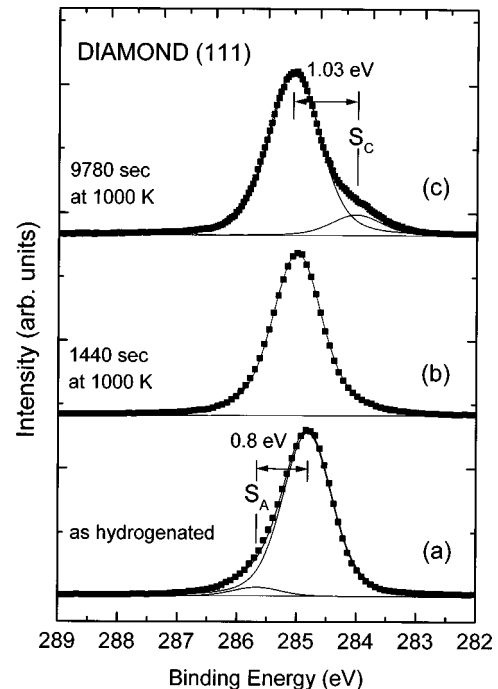 DIAMOND (111)
1.03 eV
S_C
9780 sec
at 1000 K
(c)
1440 sec
at 1000 K
(b)
0.8 eV
S_A
as hydrogenated
(a)
Intensity (arb. units)
289 288 287 286 285 284 283 282
Binding Energy (eV)